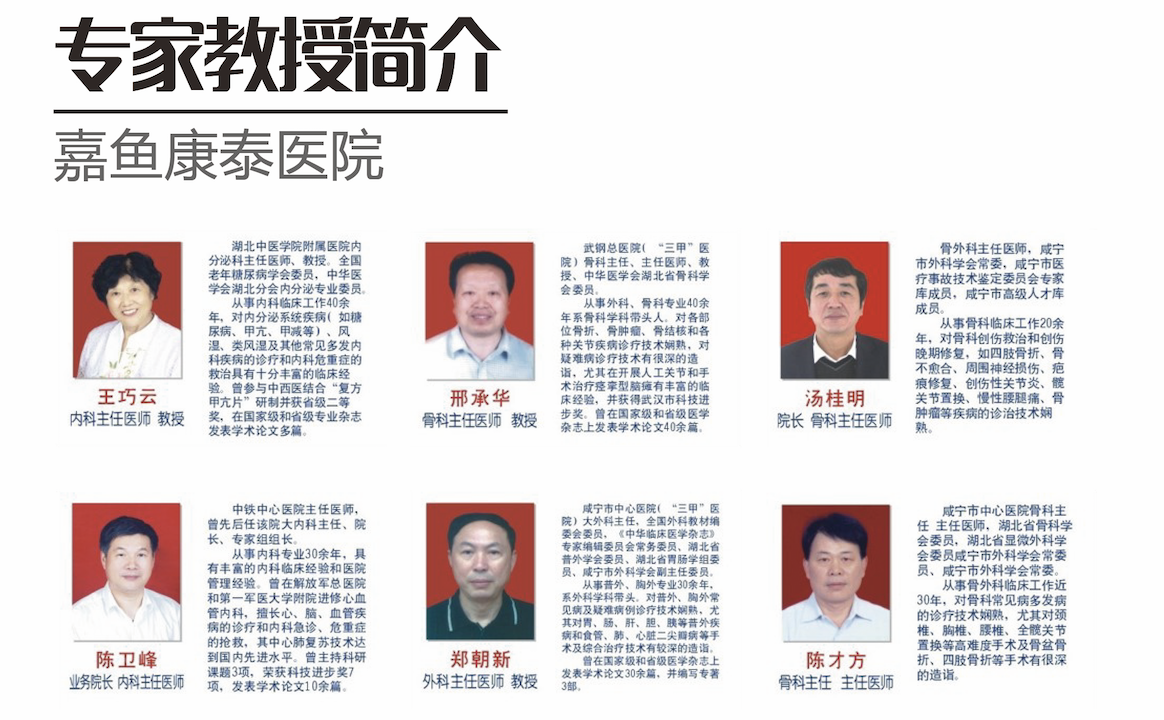 专家教授简介
嘉鱼康泰医院
湖北中医学院附属医院内
分泌科主任医师、教授。全国
老年糖尿病学会委员，中华医
学会湖北分会内分泌专业委员。
从事内科临床工作40余
年，对内分泌系统疾病(如糖
尿病、甲亢、甲减等)、风
湿、类风湿及其他常见多发内
科疾病的诊疗和内科危重症的
救治具有十分丰富的临床经
验。曾参与中西医结合“复方
甲亢片”研制并获省级二等
奖，在国家级和省级专业杂志
发表学术论文多篇。
王巧云
内科主任医师 教授
武钢总医院(“三甲”医
院)骨科主任、主任医师、教
授、中华医学会湖北省骨科学
会委员。
从事外科、骨科专业40余
年系骨科学科带头人。对各部
位骨折、骨肿瘤、骨结核和各
种关节疾病诊疗技术娴熟，对
疑难病诊疗技术有很深的造
诣，尤其在开展人工关节和手
术治疗痉挛型脑瘫有丰富的临
床经验，并获得武汉市科技进
步奖。曾在国家级和省级医学
杂志上发表学术论文40余篇。
邢承华
骨科主任医师 教授
骨外科主任医师，咸宁
市外科学会常委，咸宁市医
疗事故技术鉴定委员会专家
库成员，咸宁市高级人才库
成员。
从事骨科临床工作20余
年，对骨科创伤救治和创伤
晚期修复，如四肢骨折、骨
不愈合、周围神经损伤、疤
痕修复、创伤性关节炎、髋
关节置换、慢性腰腿痛、骨
肿瘤等疾病的诊治技术娴
熟。
汤桂明
院长 骨科主任医师
中铁中心医院主任医师，
曾先后任该院大内科主任、院
长、专家组组长。
从事内科专业30余年，具
有丰富的内科临床经验和医院
管理经验。曾在解放军总医院
和第一军医大学附院进修心血
管内科，擅长心、脑、血管疾
病的诊疗和内科急诊、危重症
的抢救，其中心肺复苏技术达
到国内先进水平。曾主持科研
课题3项，荣获科技进步奖7
项，发表学术论文10余篇。
陈卫峰
业务院长 内科主任医师
咸宁市中心医院(“三甲”医
院)大外科主任，全国外科教材编
委会委员，《中华临床医学杂志》
专家编辑委员会常务委员、湖北省
普外学会委员、湖北省胃肠学组委
员、咸宁市外科学会副主任委员。
从事普外、胸外专业30余年，
系外科学科带头。对普外、胸外常
见病及疑难病例诊疗技术娴熟，尤
其对胃、肠、肝、胆、胰等普外疾
病和食管、肺、心脏二尖瓣病等手
术及综合治疗技术有较深的造诣。
曾在国家级和省级医学杂志上
发表学术论文30余篇，并编写专著
3部。
郑朝新
外科主任医师 教授
咸宁市中心医院骨科主
任 主任医师，湖北省骨科学
会委员，湖北省显微外科学
会委员咸宁市外科学会常委
员、咸宁市外科学会常委。
从事骨外科临床工作近
30年，对骨科常见病多发病
的诊疗技术娴熟，尤其对颈
椎、胸椎、腰椎、全髋关节
置换等高难度手术及骨盆骨
折、四肢骨折等手术有很深
的造诣。
陈才方
骨科主任 主任医师